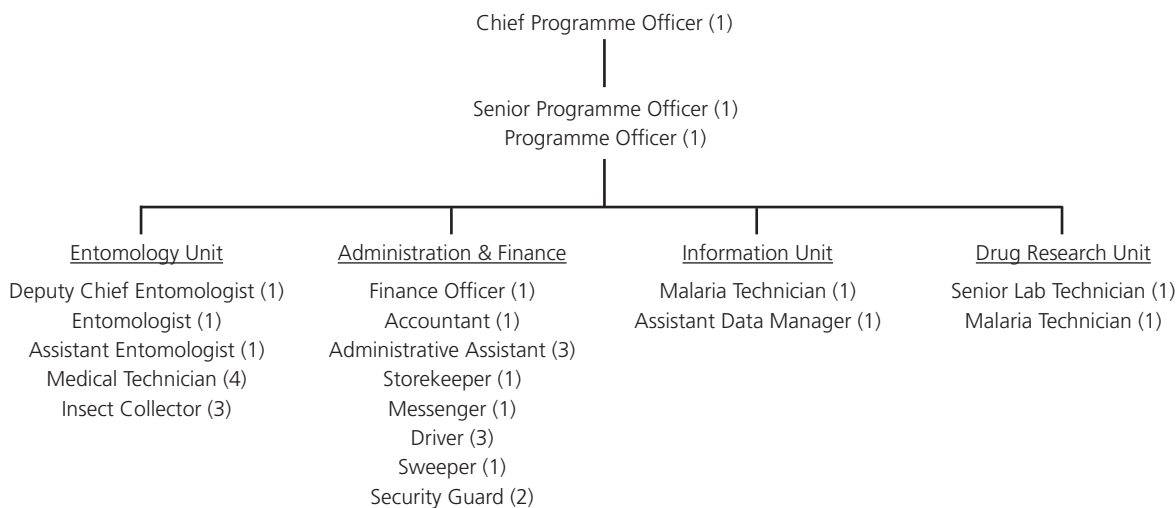 Chief Programme Officer (1)
Senior Programme Officer (1)
Programme Officer (1)
Entomology Unit
Deputy Chief Entomologist (1)
Entomologist (1)
Assistant Entomologist (1)
Medical Technician (4)
Insect Collector (3)
Administration & Finance
Finance Officer (1)
Accountant (1)
Administrative Assistant (3)
Storekeeper (1)
Messenger (1)
Driver (3)
Sweeper (1)
Security Guard (2)
Information Unit
Malaria Technician (1)
Assistant Data Manager (1)
Drug Research Unit
Senior Lab Technician (1)
Malaria Technician (1)